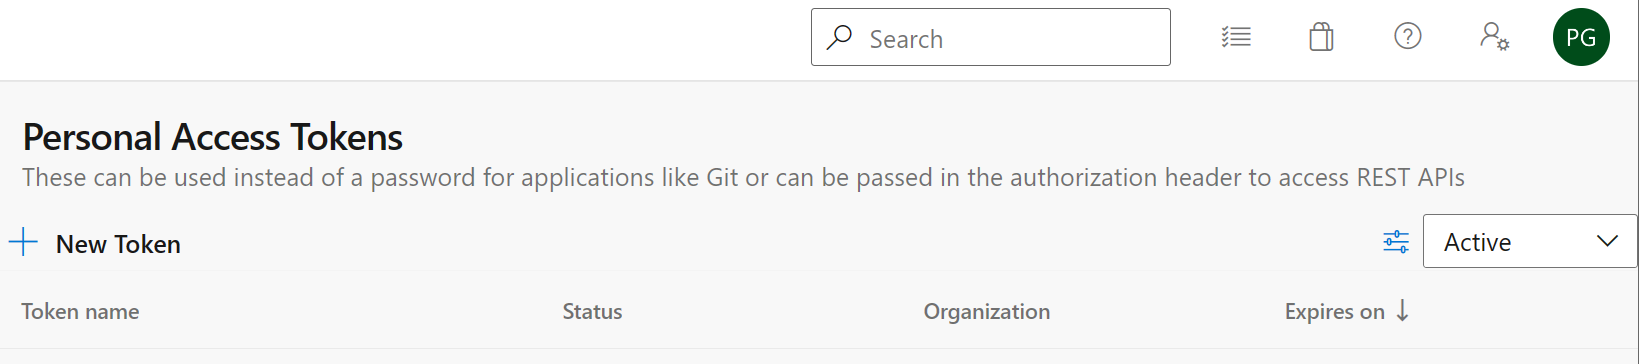 Search
PG
Personal Access Tokens
These can be used instead of a password for applications like Git or can be passed in the authorization header to access REST APIs
New Token
Active
Token name Status Organization Expires on